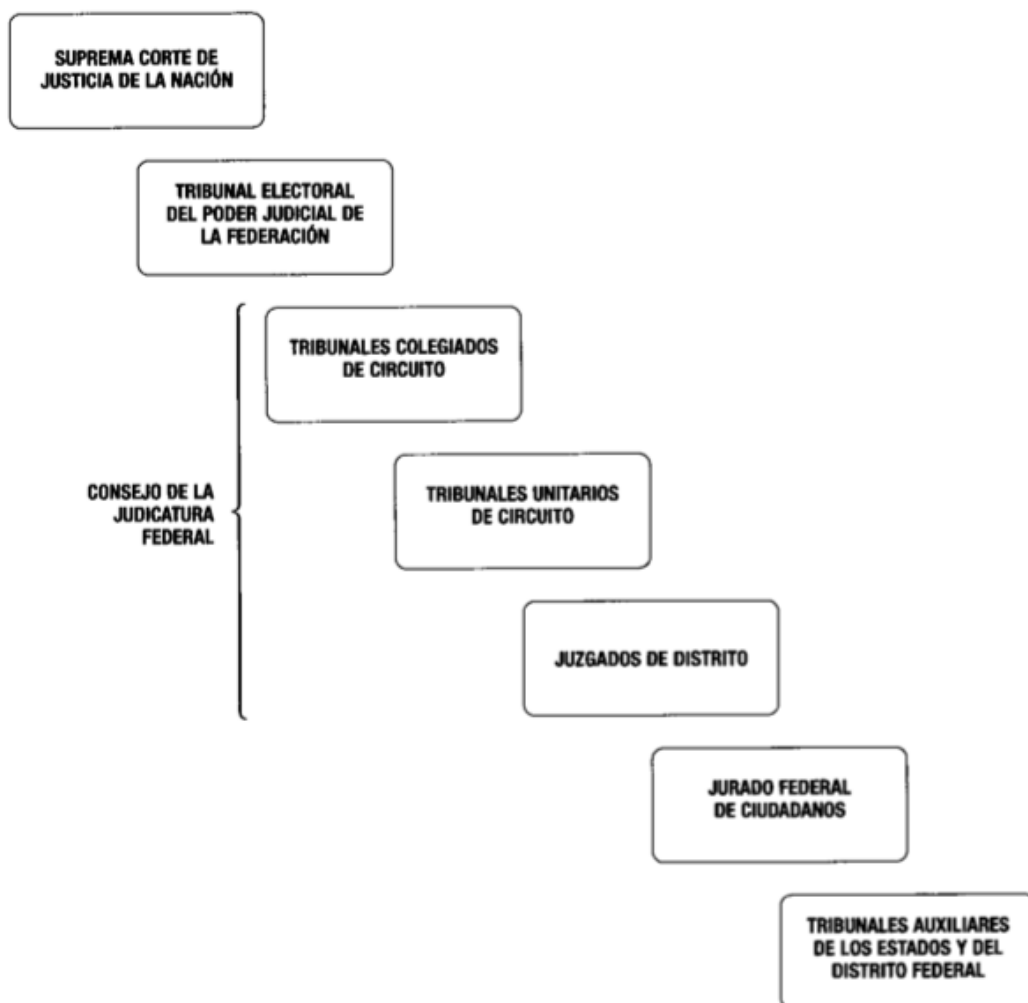 SUPREMA CORTE DE
JUSTICIA DE LA NACIÓN
TRIBUNAL ELECTORAL
DEL PODER JUDICIAL DE
LA FEDERACIÓN
TRIBUNALES COLEGIADOS
DE CIRCUITO
CONSEJO DE LA
JUDICATURA
FEDERAL
TRIBUNALES UNITARIOS
DE CIRCUITO
JUZGADOS DE DISTRITO
JURADO FEDERAL
DE CIUDADANOS
TRIBUNALES AUXILIARES
DE LOS ESTADOS Y DEL
DISTRITO FEDERAL